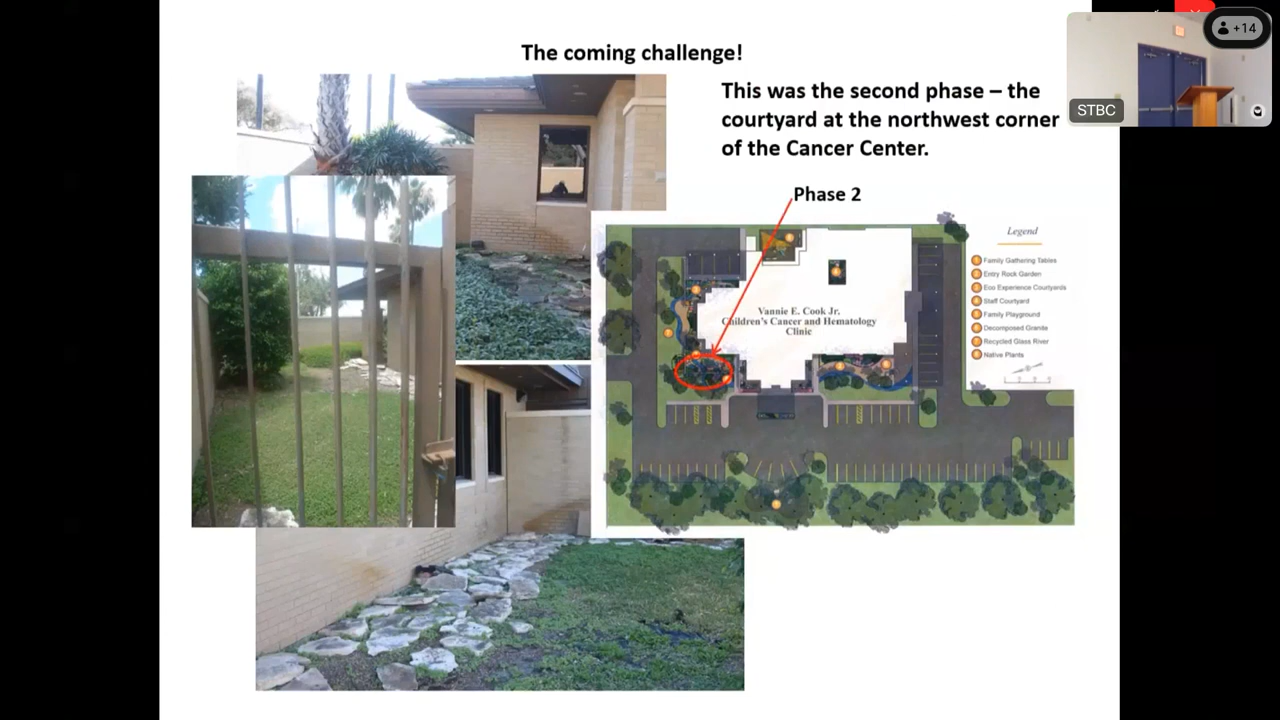 The coming challenge!
This was the second phase – the
courtyard at the northwest corner
of the Cancer Center.
+14
STBC
Phase 2
Vannie E. Cook Jr.
Children's Cancer and Hematology
Clinic
Legend
Family Gathering Tables
Entry Rock Garden
Eco Experience Courtyards
Staff Courtyard
Family Playground
Decomposed Granite
Recycled Glass River
Native Plants